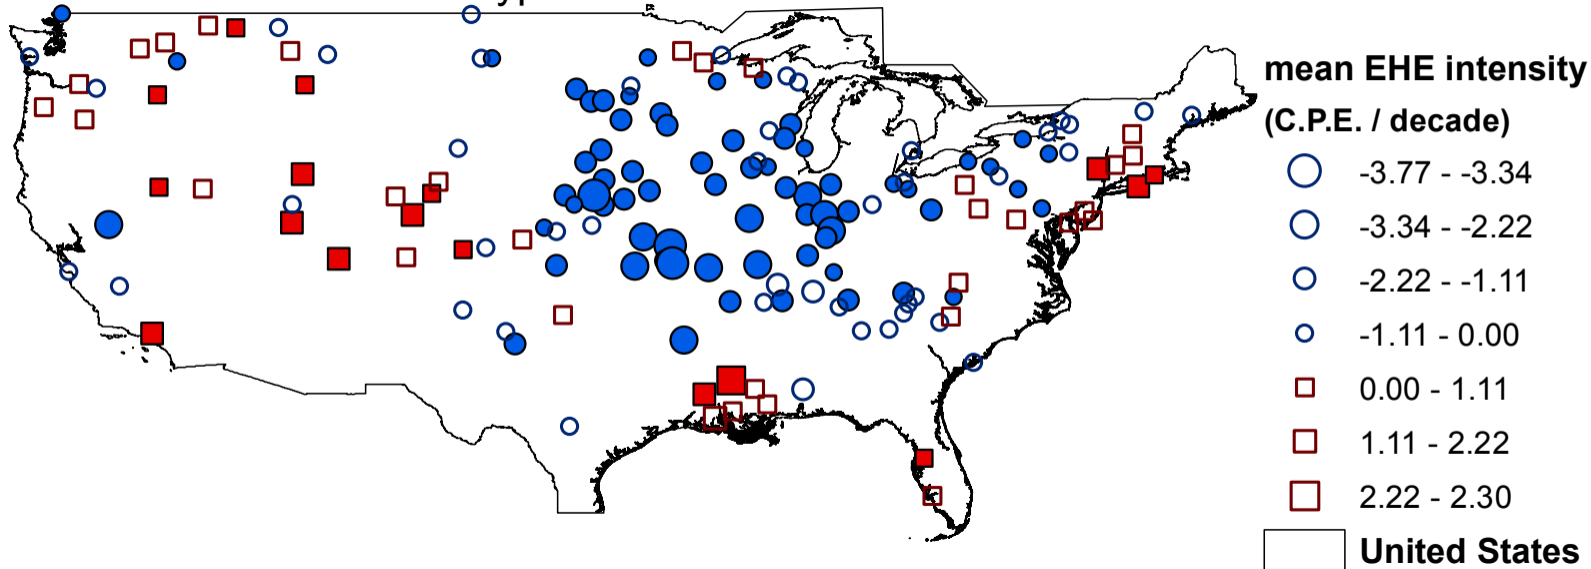 mean EHE intensity
(C.P.E. / decade)
-3.77 - -3.34
-3.34 - -2.22
-2.22 - -1.11
-1.11 - 0.00
0.00 - 1.11
1.11 - 2.22
2.22 - 2.30
United States